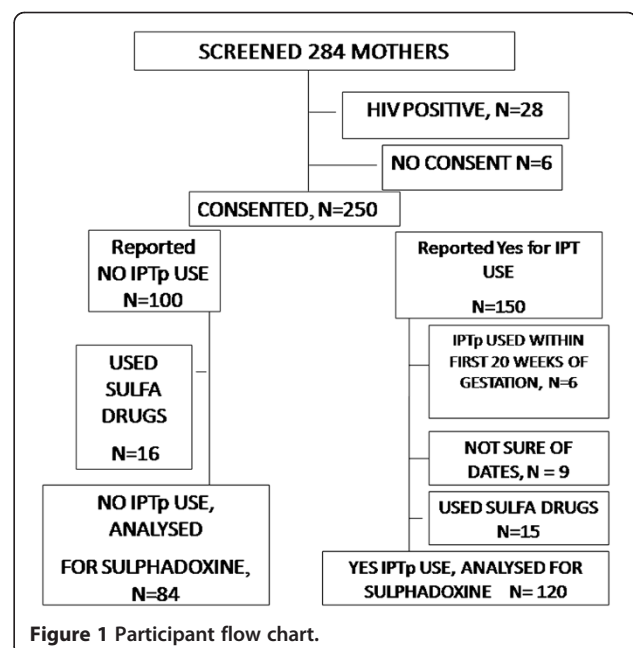 SCREENED 284 MOTHERS
HIV POSITIVE, N=28
NO CONSENT N=6
CONSENTED, N=250
Reported
NO IPTp USE
N=100
USED
SULFA
DRUGS
N=16
NO IPTp USE,
ANALYSED
FOR SULPHADOXINE,
N=84
Reported Yes for IPT
USE
N=150
IPTp USED WITHIN
FIRST 20 WEEKS OF
GESTATION, N=6
NOT SURE OF
DATES, N = 9
USED SULFA DRUGS
N=15
YES IPTp USE, ANALYSED FOR
SULPHADOXINE N= 120
Figure 1 Participant flow chart.